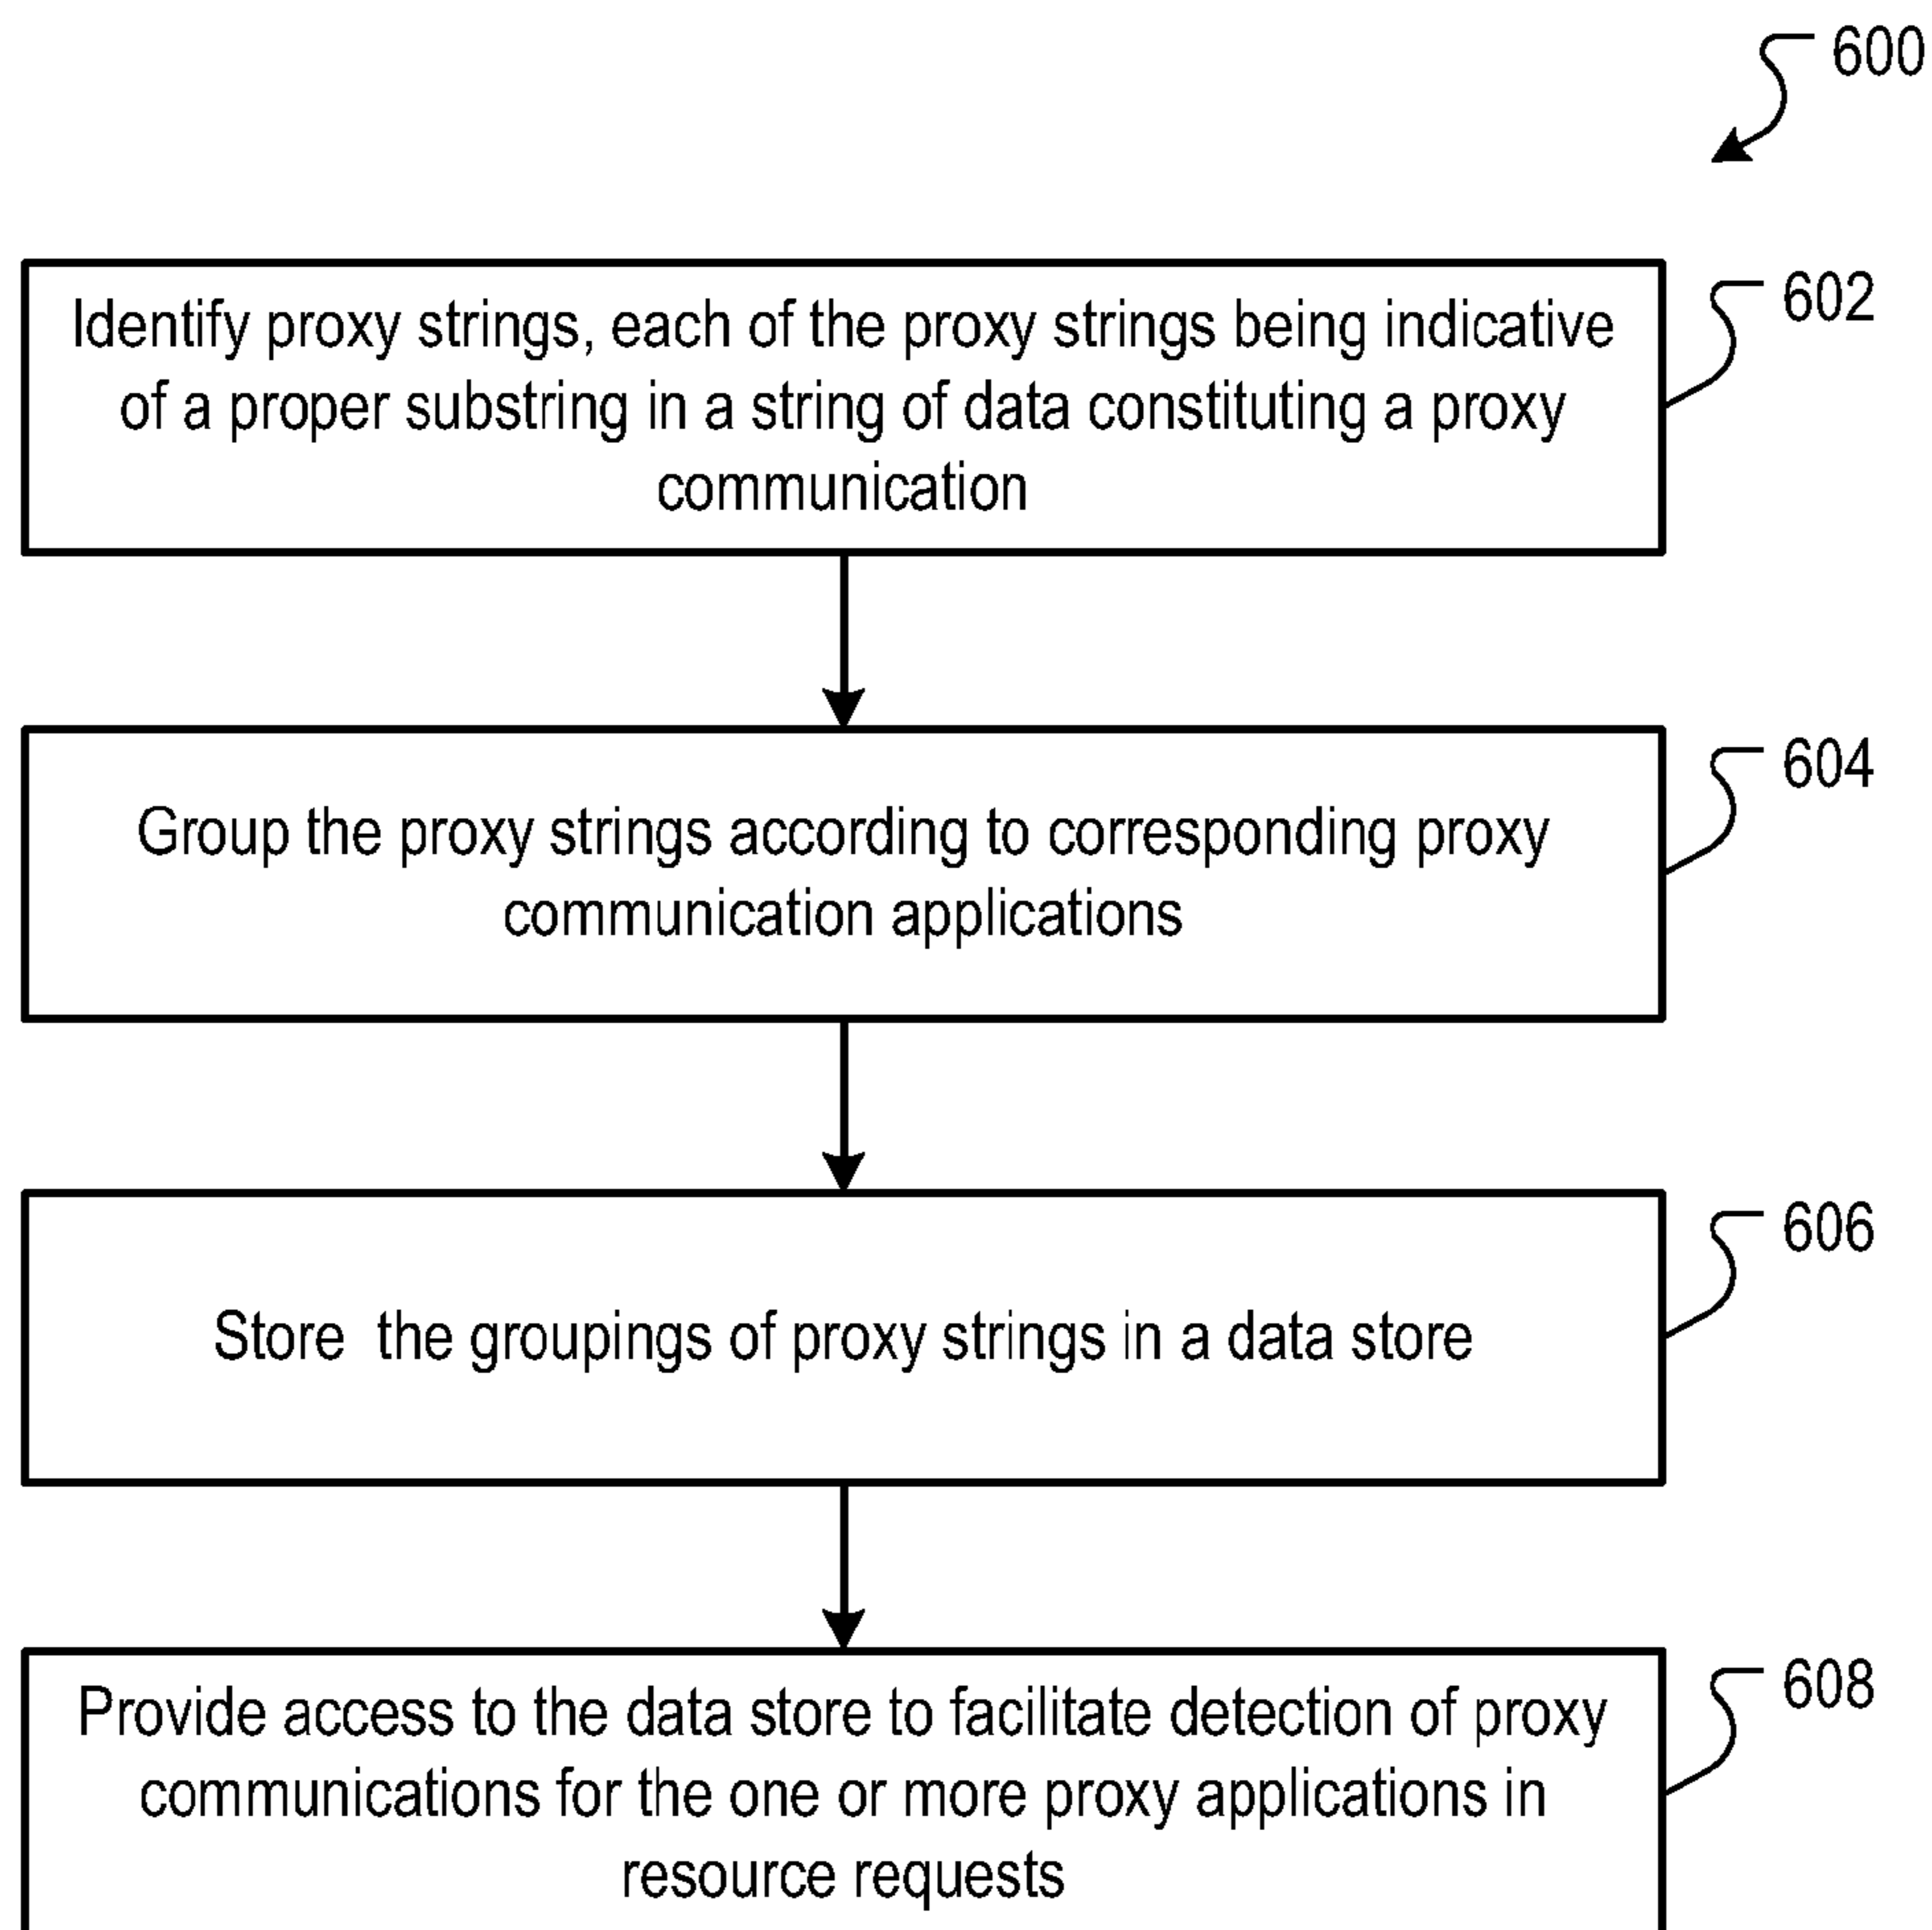 600
Identify proxy strings, each of the proxy strings being indicative
of a proper substring in a string of data constituting a proxy
communication
602
Group the proxy strings according to corresponding proxy
communication applications
604
Store  the groupings of proxy strings in a data store
606
Provide access to the data store to facilitate detection of proxy
communications for the one or more proxy applications in
resource requests
608